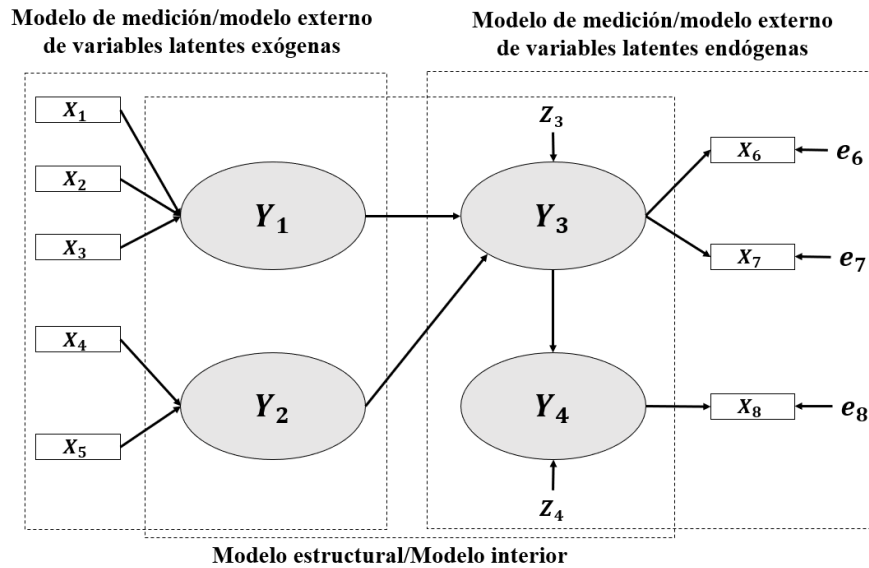 Modelo de medición/modelo externo
de variables latentes exógenas
Modelo de medición/modelo externo
de variables latentes endógenas
X₁
X₂
X₃
X₄
X₅
Y₁
Y₂
Z₃
Y₃
Y₄
Z₄
X₆
e₆
X₇
e₇
X₈
e₈
Modelo estructural/Modelo interior